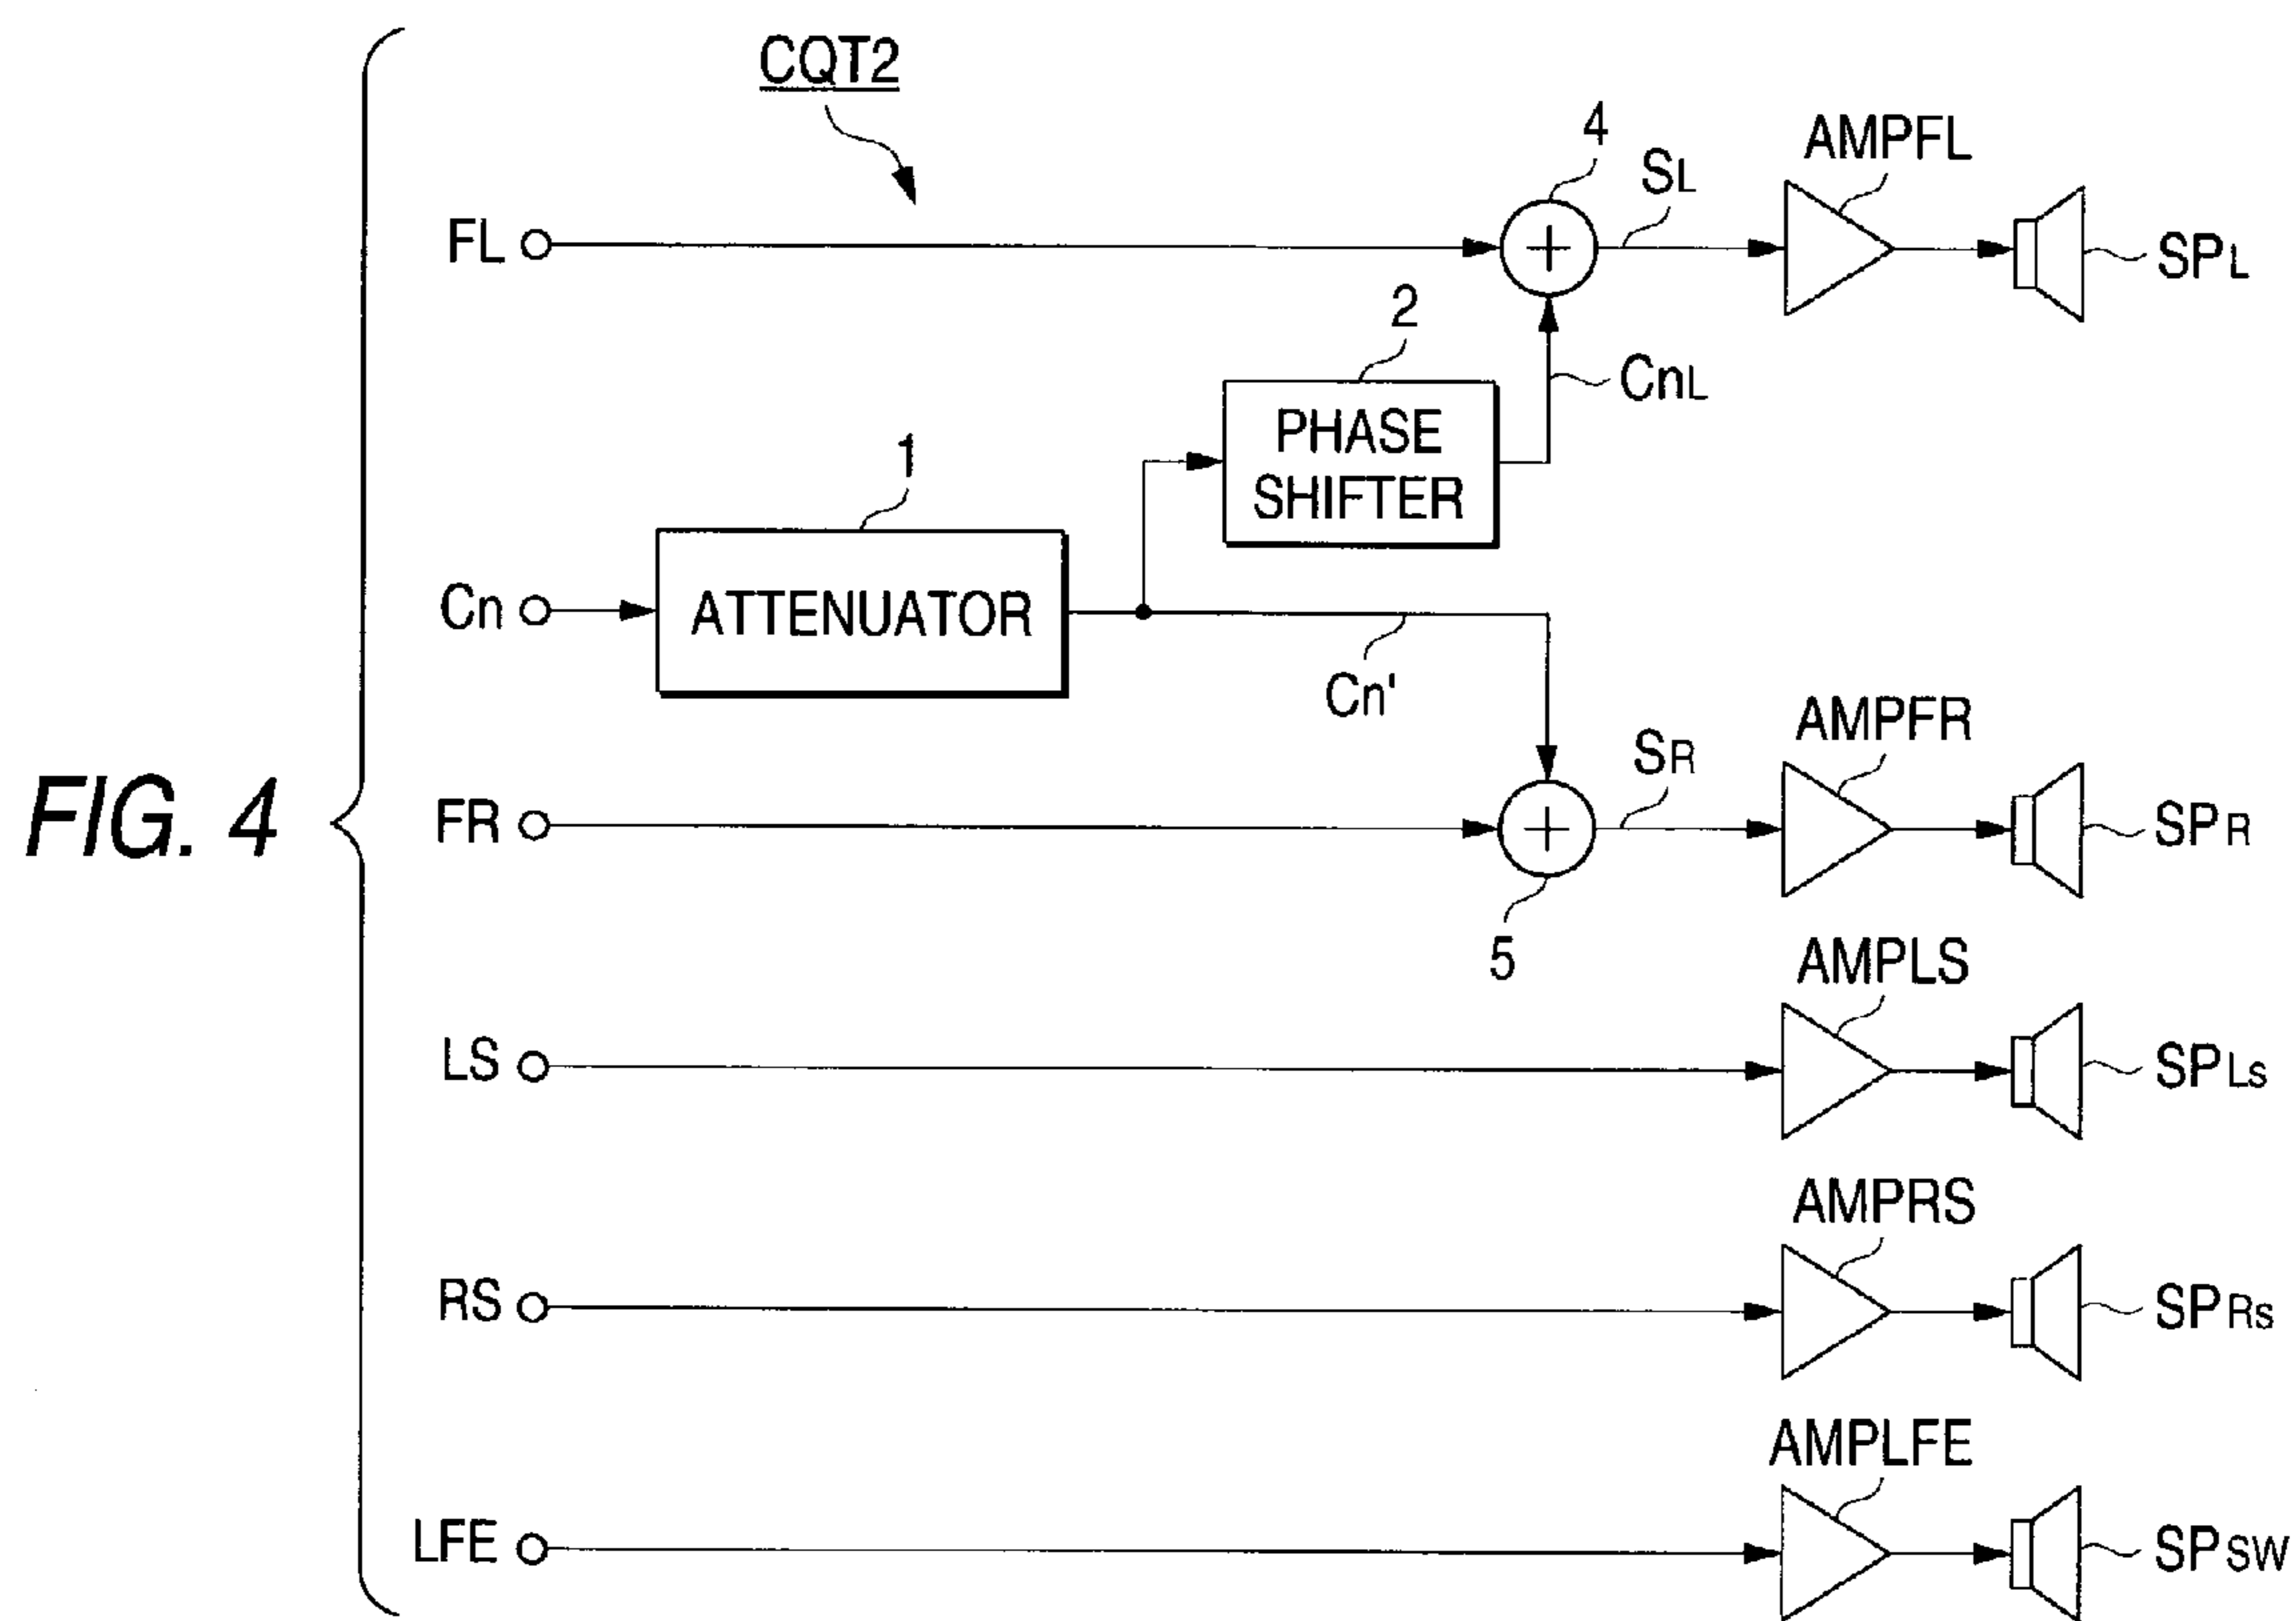 CQT2
4
SL
AMPFL
FL
SPL
2
CnL
PHASE
SHIFTER
1
Cn
ATTENUATOR
Cn'
AMPFR
SR
FIG. 4
FR
SPR
5
AMPLS
LS
SPLS
AMPRS
RS
SPRS
AMPLFE
LFE
SPSW